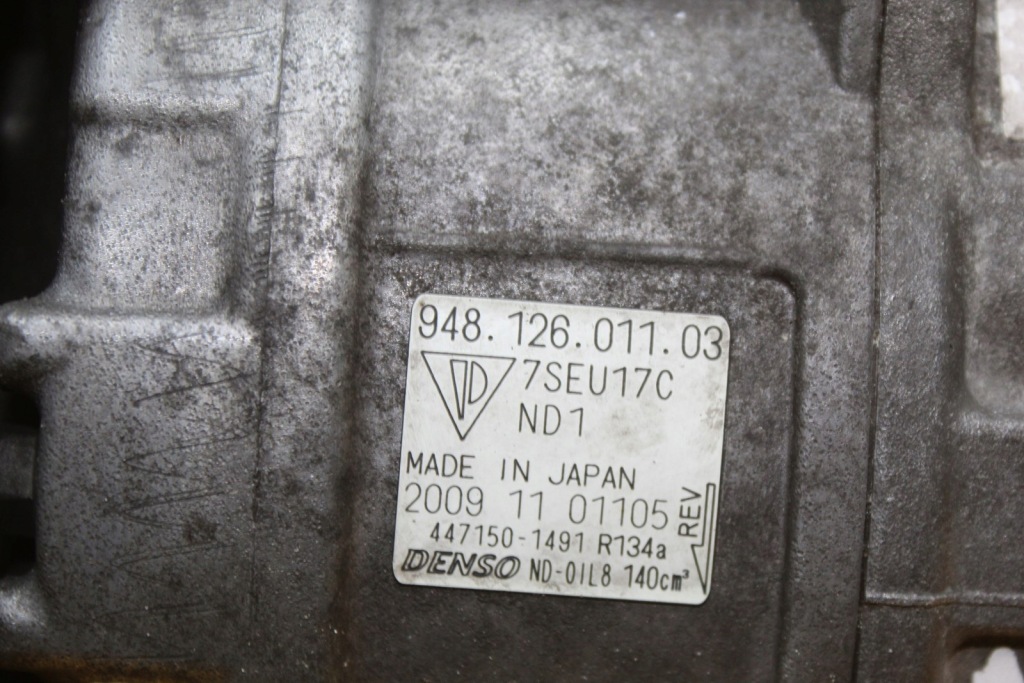 948.126.011.03
7SEU17C
ND1
MADE IN JAPAN
2009 11 01105
REV
447150-1491 R134a
DENSO ND-OIL8 140cm³